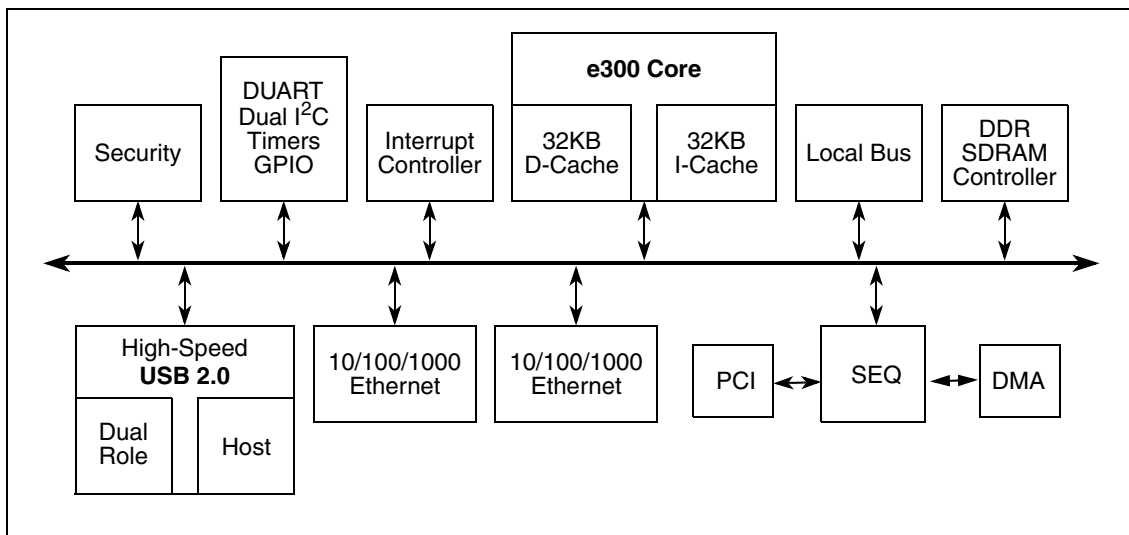 e300 Core
Security
DUART
Dual I²C
Timers
GPIO
Interrupt
Controller
32KB
D-Cache
32KB
I-Cache
Local Bus
DDR
SDRAM
Controller
High-Speed
USB 2.0
Dual
Role
Host
10/100/1000
Ethernet
10/100/1000
Ethernet
PCI
SEQ
DMA